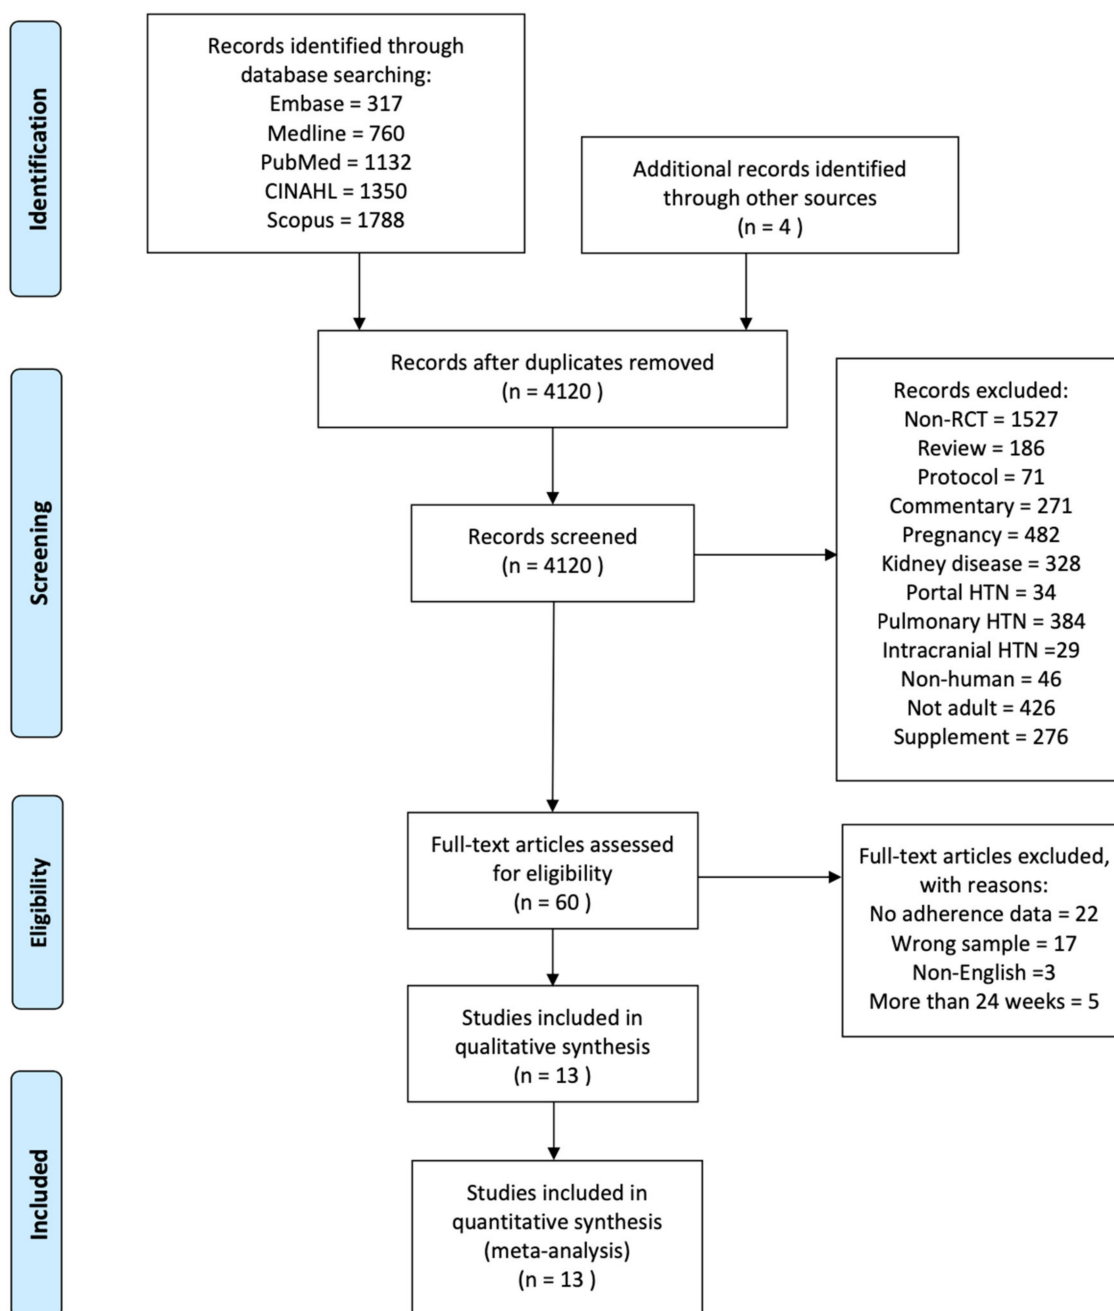 Identification
Records identified through
database searching:
Embase = 317
Medline = 760
PubMed = 1132
CINAHL = 1350
Scopus = 1788
Additional records identified
through other sources
(n = 4 )
Records after duplicates removed
(n = 4120 )
Screening
Records screened
(n = 4120 )
Records excluded:
Non-RCT = 1527
Review = 186
Protocol = 71
Commentary = 271
Pregnancy = 482
Kidney disease = 328
Portal HTN = 34
Pulmonary HTN = 384
Intracranial HTN =29
Non-human = 46
Not adult = 426
Supplement = 276
Eligibility
Full-text articles assessed
for eligibility
(n = 60 )
Full-text articles excluded,
with reasons:
No adherence data = 22
Wrong sample = 17
Non-English =3
More than 24 weeks = 5
Studies included in
qualitative synthesis
(n = 13 )
Included
Studies included in
quantitative synthesis
(meta-analysis)
(n = 13 )